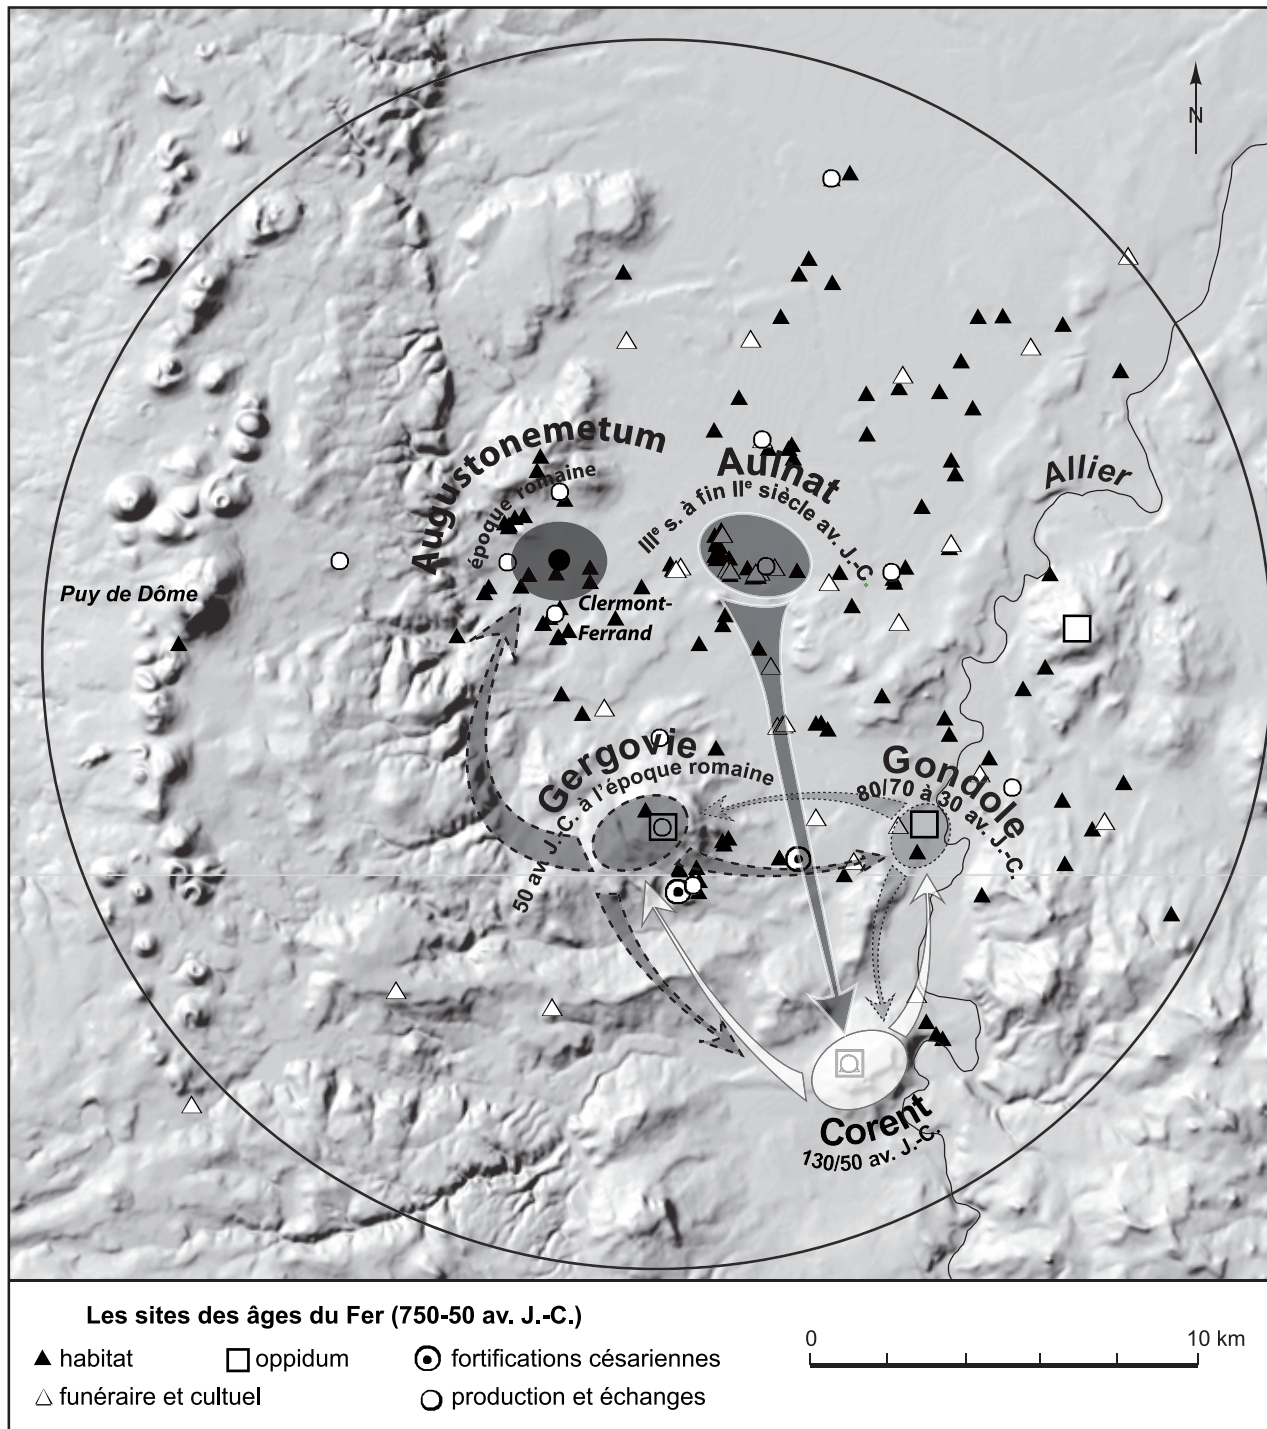 N
Allier
Augustonemetum
époque romaine
Aulnat
IIIe s. à fin IIe siècle av. J.-C.
Puy de Dôme
Clermont-
Ferrand
Gergovie
50 av. J.-C. à l'époque romaine
Gondole
80/70 à 30 av. J.-C.
Corent
130/50 av. J.-C.
Les sites des âges du Fer (750-50 av. J.-C.)
habitat
oppidum
fortifications césariennes
funéraire et cultuel
production et échanges
0
10 km